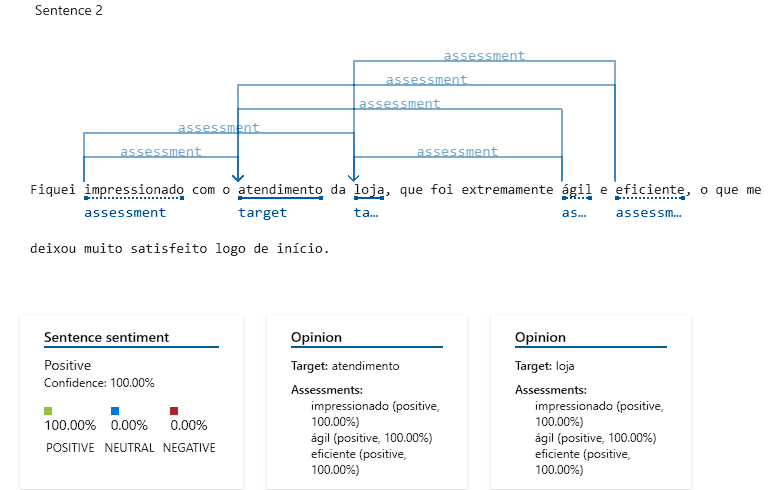 Sentence 2
assessment
assessment
assessment
assessment
assessment assessment
Fiquei impressionado com o atendimento da loja, que foi extremamente ágil e eficiente, o que me
assessment target ta… as… assessm…
deixou muito satisfeito logo de início.
Sentence sentiment
Positive
Confidence: 100.00%
100.00% 0.00% 0.00%
POSITIVE NEUTRAL NEGATIVE
Opinion
Target: atendimento
Assessments:
impressionado (positive,
100.00%)
ágil (positive, 100.00%)
eficiente (positive,
100.00%)
Opinion
Target: loja
Assessments:
impressionado (positive,
100.00%)
ágil (positive, 100.00%)
eficiente (positive,
100.00%)